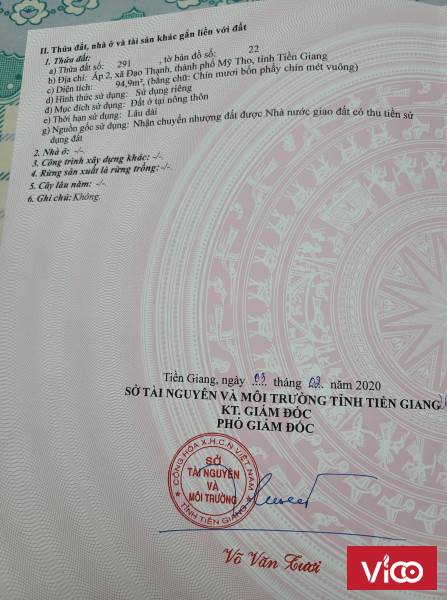 II. Thửa đất, nhà ở và tài sản khác gắn liền với đất
1. Thửa đất:
a) Thửa đất số: 291 , tờ bản đồ số: 22
b) Địa chỉ: Ấp 2, xã Đạo Thạnh, thành phố Mỹ Tho, tỉnh Tiền Giang
c) Diện tích: 94,9m², (bằng chữ: Chín mươi bốn phẩy chín mét vuông)
d) Hình thức sử dụng: Sử dụng riêng
đ) Mục đích sử dụng: Đất ở tại nông thôn
e) Thời hạn sử dụng: Lâu dài
g) Nguồn gốc sử dụng: Nhận chuyển nhượng đất được Nhà nước giao đất có thu tiền sử
dụng đất
2. Nhà ở: -/-.
3. Công trình xây dựng khác: -/-.
4. Rừng sản xuất là rừng trồng: -/-.
5. Cây lâu năm: -/-.
6. Ghi chú: Không.
Tiền Giang, ngày 03 tháng 03 năm 2020
SỞ TÀI NGUYÊN VÀ MÔI TRƯỜNG TỈNH TIỀN GIANG
KT. GIÁM ĐỐC
PHÓ GIÁM ĐỐC
CỘNG HÒA X.H.C.N VIỆT NAM
SỞ
TÀI NGUYÊN
VÀ
MÔI TRƯỜNG
TỈNH TIỀN GIANG
Võ Văn Tươi
Vico